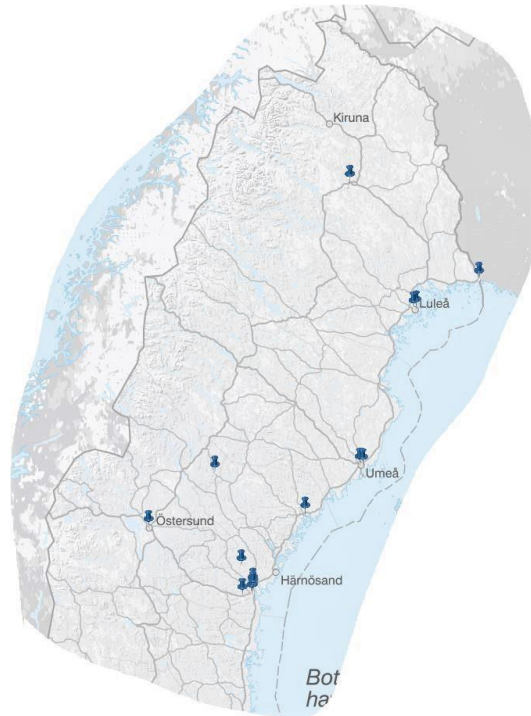 Kiruna
Luleå
Umeå
Östersund
Härnösand
Bot
ha